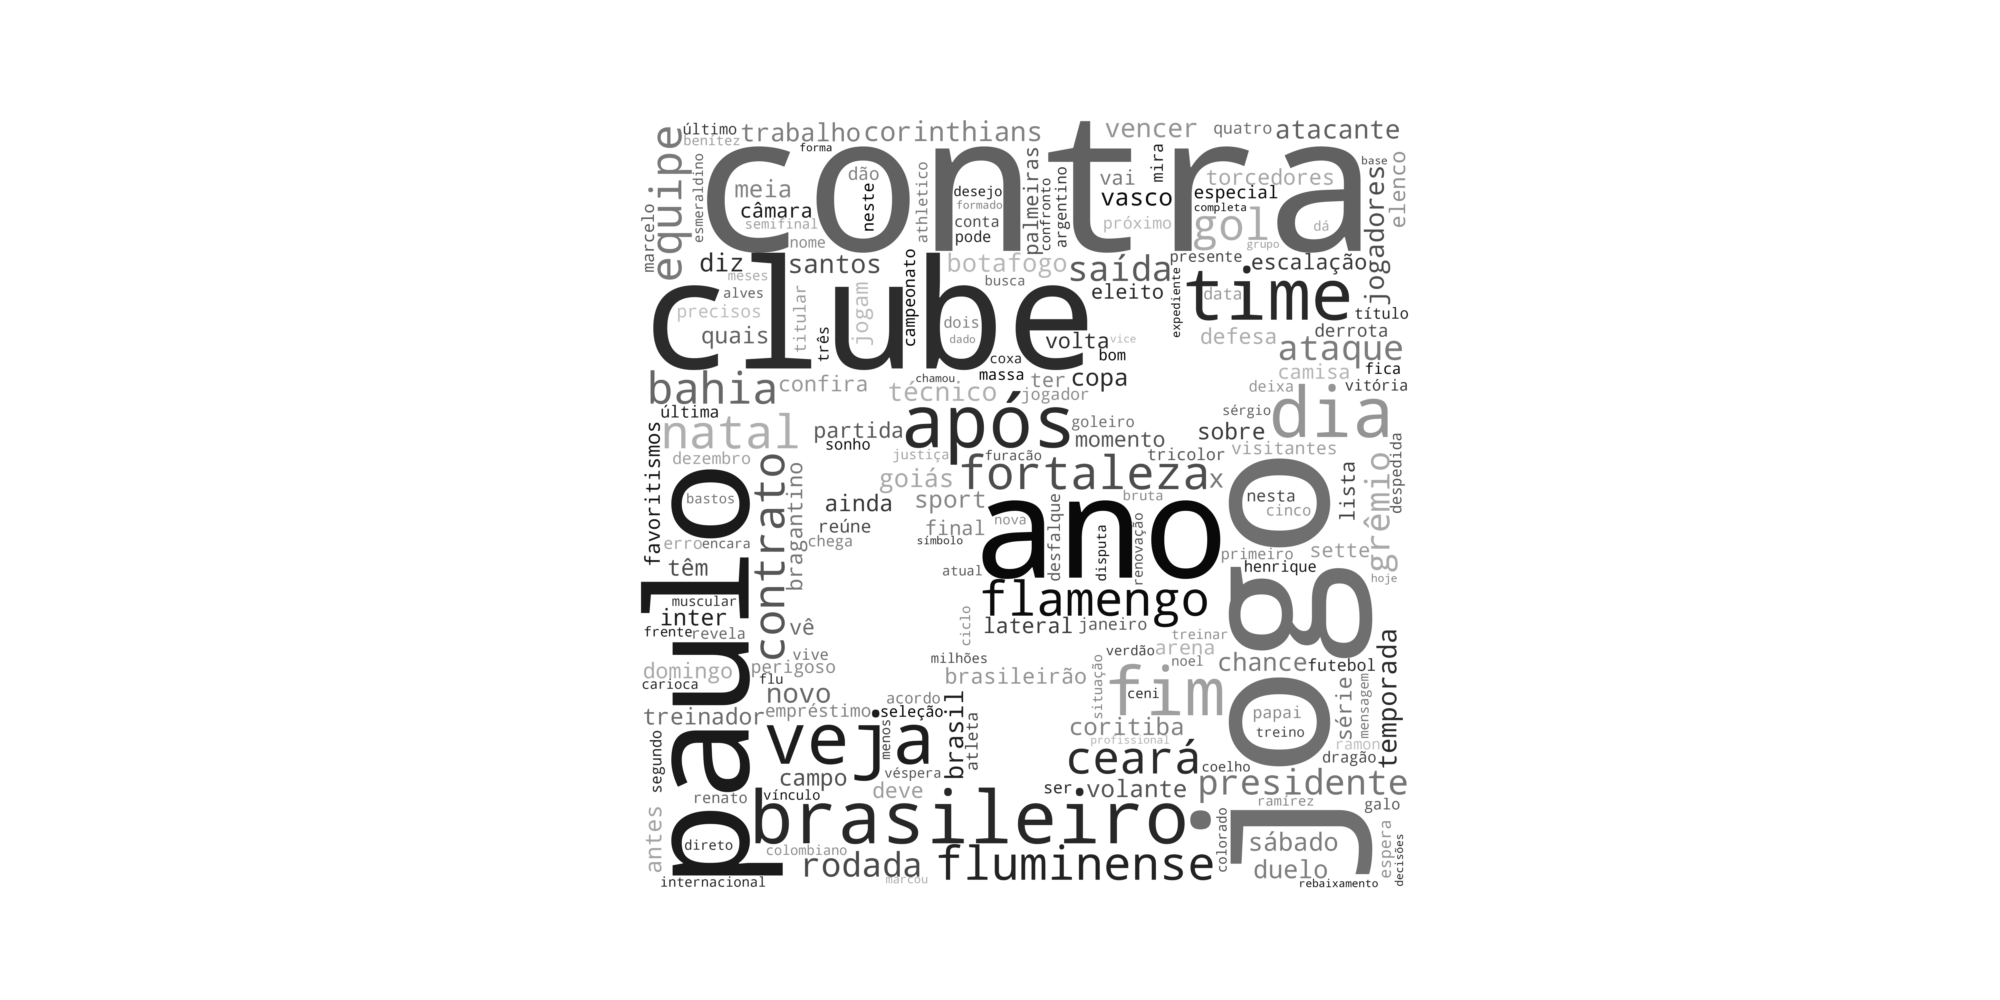 contra
clube
paulo
jogo
ano
brasileiro
após
veja
time
fim
dia
flamengo
fortaleza
fluminense
ceará
bahia
natal
contrato
equipe
gol
presidente
rodada
último
benítez
trabalho
corinthians
vencer
quatro
atacante
forma
marcelo
esmeraldino
meia
câmara
semifinal
nome
dão
neste
athletico
desejo
formado
conta
pode
palmeiras
confronto
argentino
vai
vasco
próximo
mira
torcedores
especial
completa
grupo
dá
base
jogadores
elenco
diz
meses
alves
precisos
quais
santos
titular
três
jogam
campeonato
botafogo
busca
dois
dado
saída
eleito
presente
expediente
data
escalação
título
volta
vice
bom
coxa
massa
chamou
técnico
ter
jogador
copa
defesa
derrota
ataque
camisa
fica
deixa
vitória
confira
última
partida
sonho
goleiro
momento
tricolor
sérgio
sobre
visitantes
favoritismos
dezembro
bastos
bragantino
justiça
furacão
goiás
x
ainda
sport
reúne
chega
final
nova
símbolo
desfalque
disputa
renovação
bruta
nesta
cinco
lista
grêmio
despedida
erro
encara
têm
muscular
inter
frente
revela
vê
atual
ciclo
lateral
janeiro
primeiro
sette
henrique
hoje
treinar
domingo
carioca
vive
perigoso
flu
novo
milhões
brasileirão
verdão
arena
noel
situação
chance
futebol
temporada
treinador
empréstimo
acordo
seleção
menos
brasil
atleta
ceni
coritiba
profissional
papai
treino
série
mensagem
ramon
dragão
segundo
campo
véspera
deve
ser
volante
coelho
renato
vínculo
ramírez
galo
antes
direto
colombiano
marcou
colorado
sábado
duelo
espera
decisões
internacional
rebaixamento